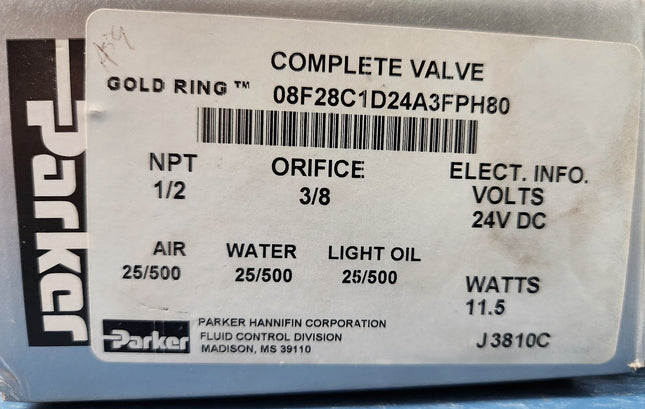 Parker
COMPLETE VALVE
GOLD RING™ 08F28C1D24A3FPH80
NPT
1/2
ORIFICE
3/8
ELECT. INFO.
VOLTS
24V DC
AIR
25/500
WATER
25/500
LIGHT OIL
25/500
WATTS
11.5
Parker
PARKER HANNIFIN CORPORATION
FLUID CONTROL DIVISION
MADISON, MS 39110
J3810C